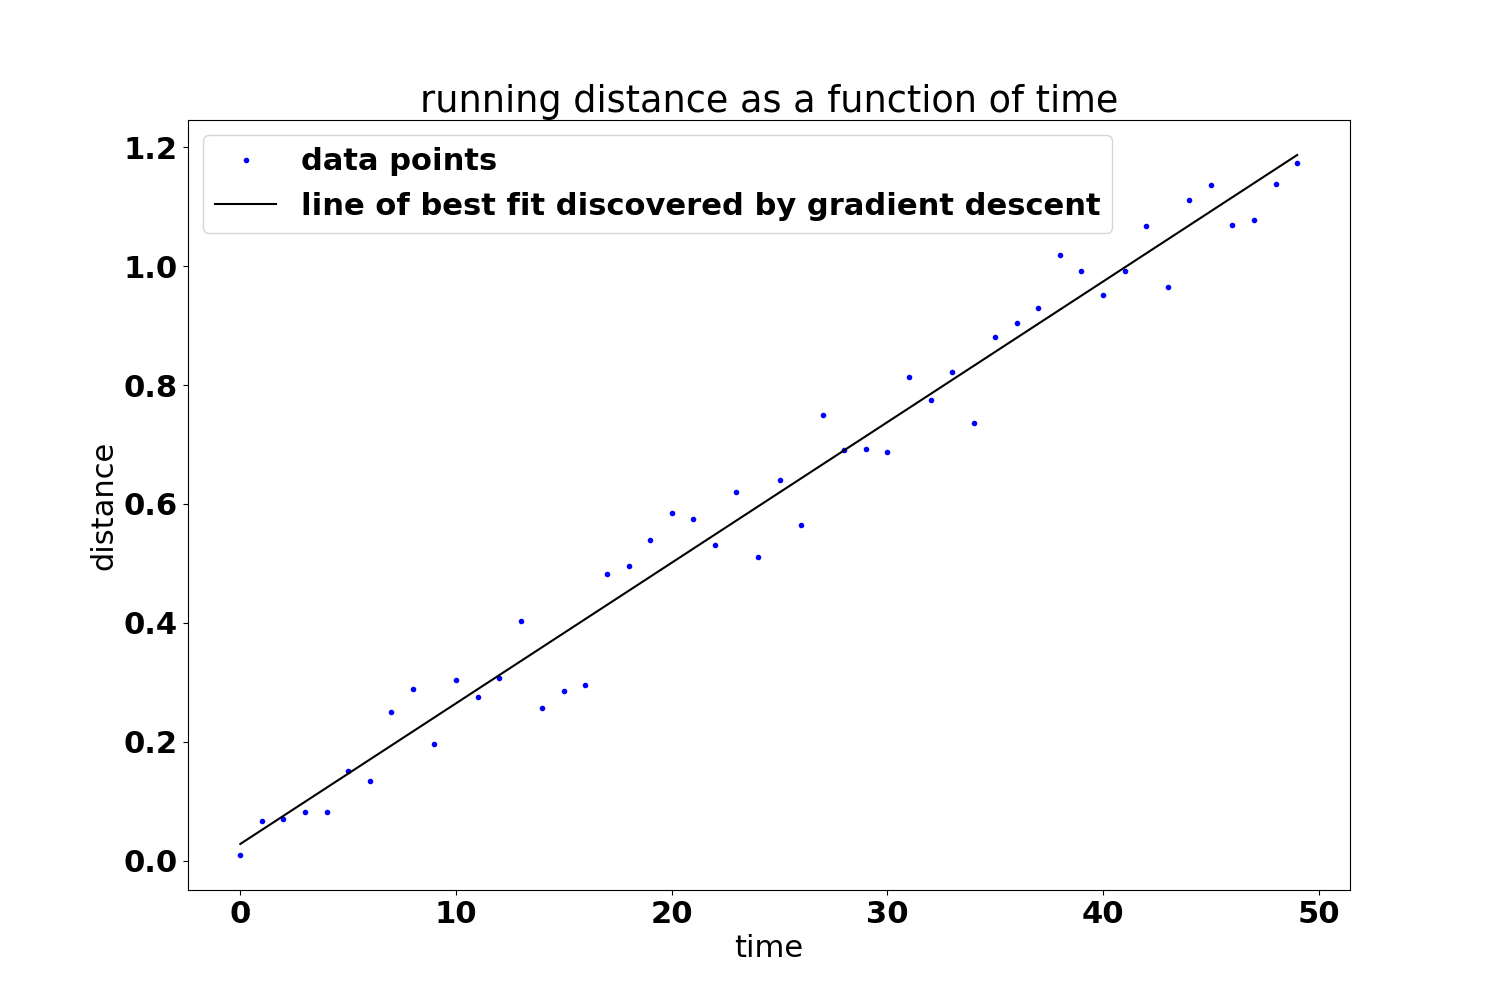 running distance as a function of time
data points
line of best fit discovered by gradient descent
1.2
1.0
0.8
0.6
0.4
0.2
0.0
distance
0 10 20 30 40 50
time